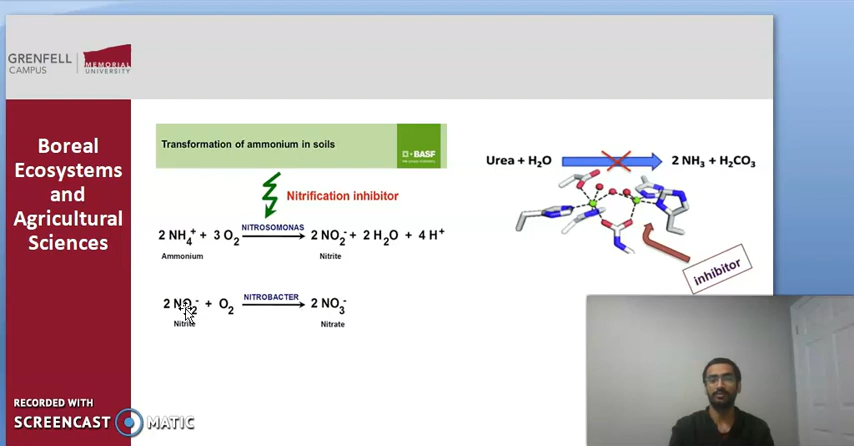 GRENFELL
CAMPUS
MEMORIAL
UNIVERSITY
Boreal
Ecosystems
and
Agricultural
Sciences
Transformation of ammonium in soils
BASF
Nitrification inhibitor
NITROSOMONAS
2 NH₄⁺ + 3 O₂ → 2 NO₂⁻ + 2 H₂O + 4 H⁺
Ammonium
Nitrite
NITROBACTER
2 NO₂⁻ + O₂ → 2 NO₃⁻
Nitrite
Nitrate
Urea + H₂O → 2 NH₃ + H₂CO₃
inhibitor
RECORDED WITH
SCREENCAST MATIC